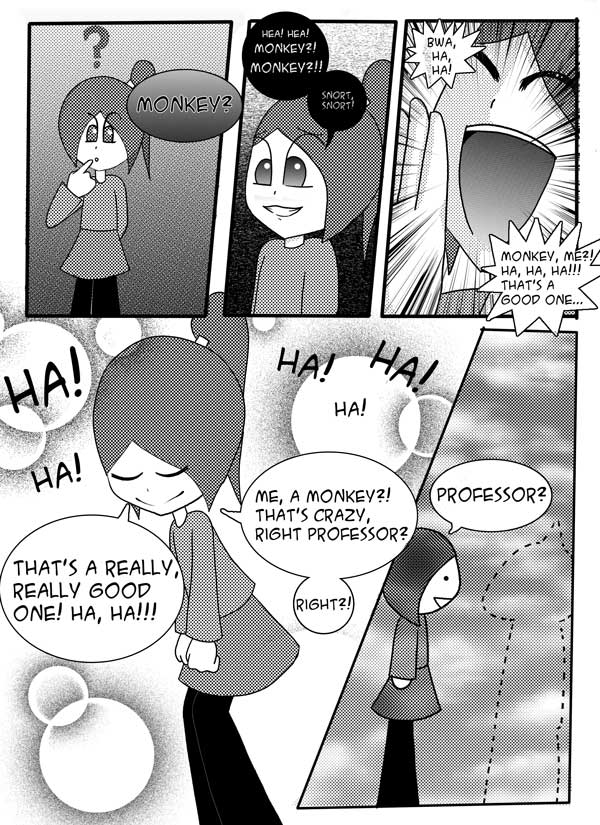 ?
MONKEY?
HEA! HEA!
MONKEY?!
MONKEY?!!
SNORT,
SNORT!
BWA,
HA,
HA!
MONKEY, ME?!
HA, HA, HA!!!
THAT'S A
GOOD ONE...
HA!
HA!
THAT'S A REALLY,
REALLY GOOD
ONE! HA, HA!!!
HA!
HA!
HA!
ME, A MONKEY?!
THAT'S CRAZY,
RIGHT PROFESSOR?
RIGHT?!
PROFESSOR?